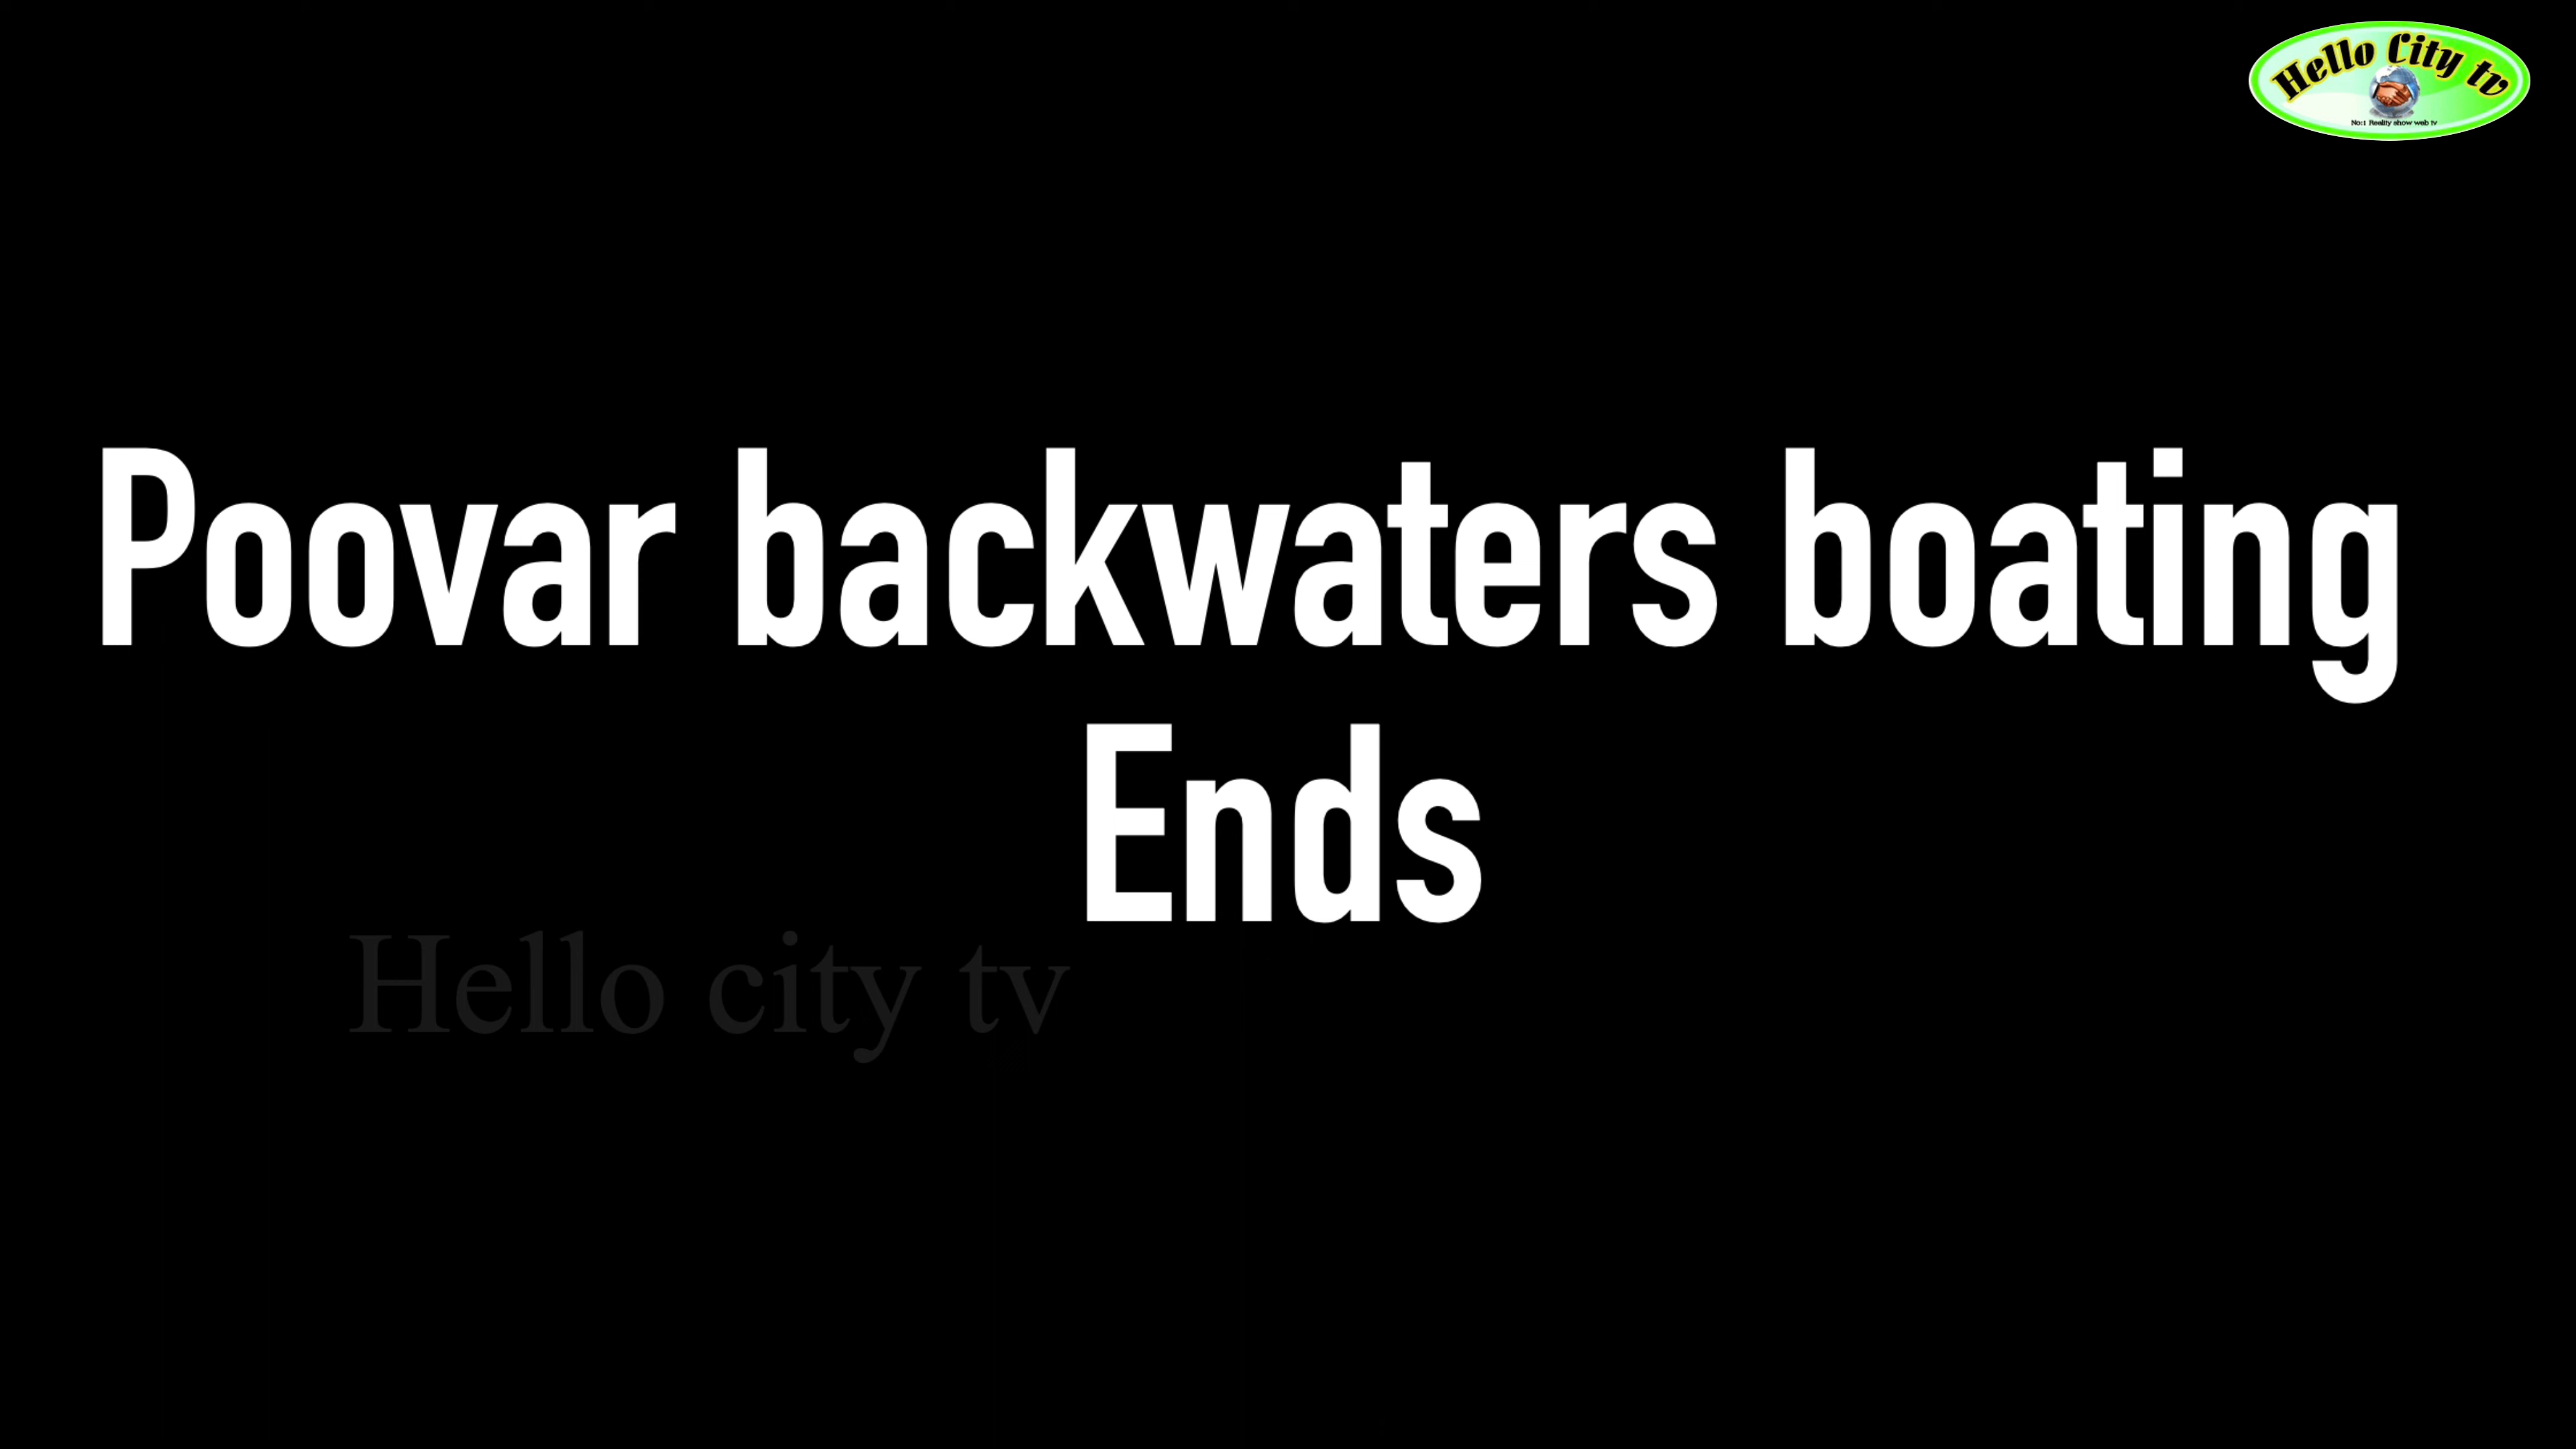 Hello City tv
No:1 Reality show web tv
Poovar backwaters boating
Ends
Hello city tv